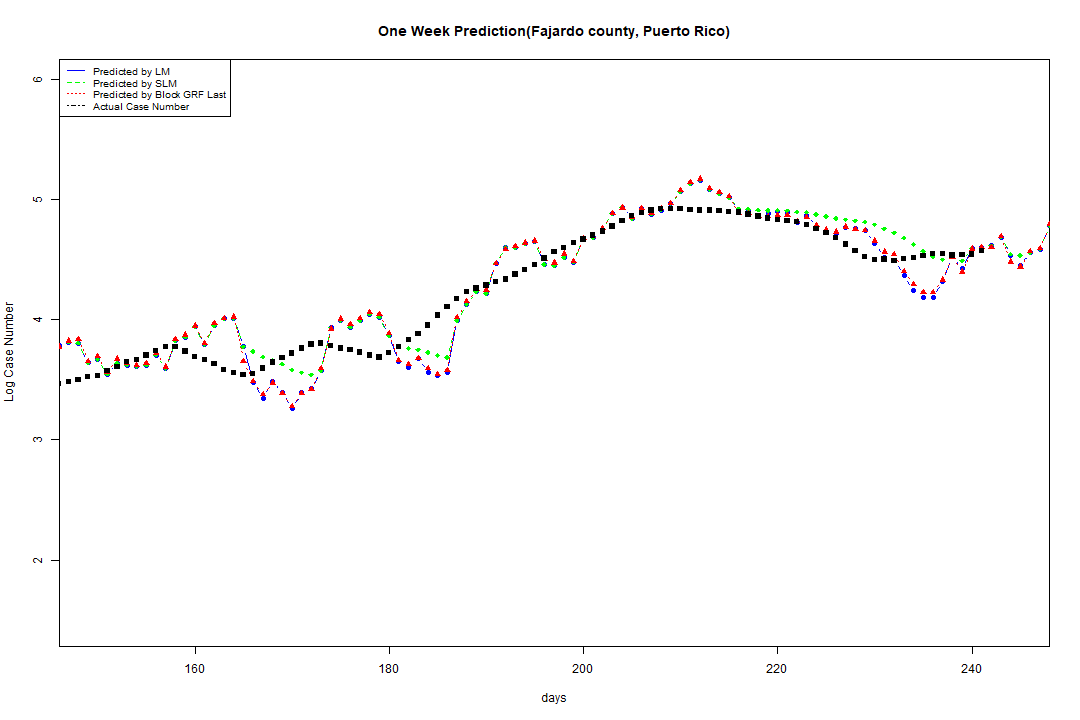 One Week Prediction(Fajardo county, Puerto Rico)
Predicted by LM
Predicted by SLM
Predicted by Block GRF Last
Actual Case Number
6
5
4
3
2
Log Case Number
160
180
200
220
240
days